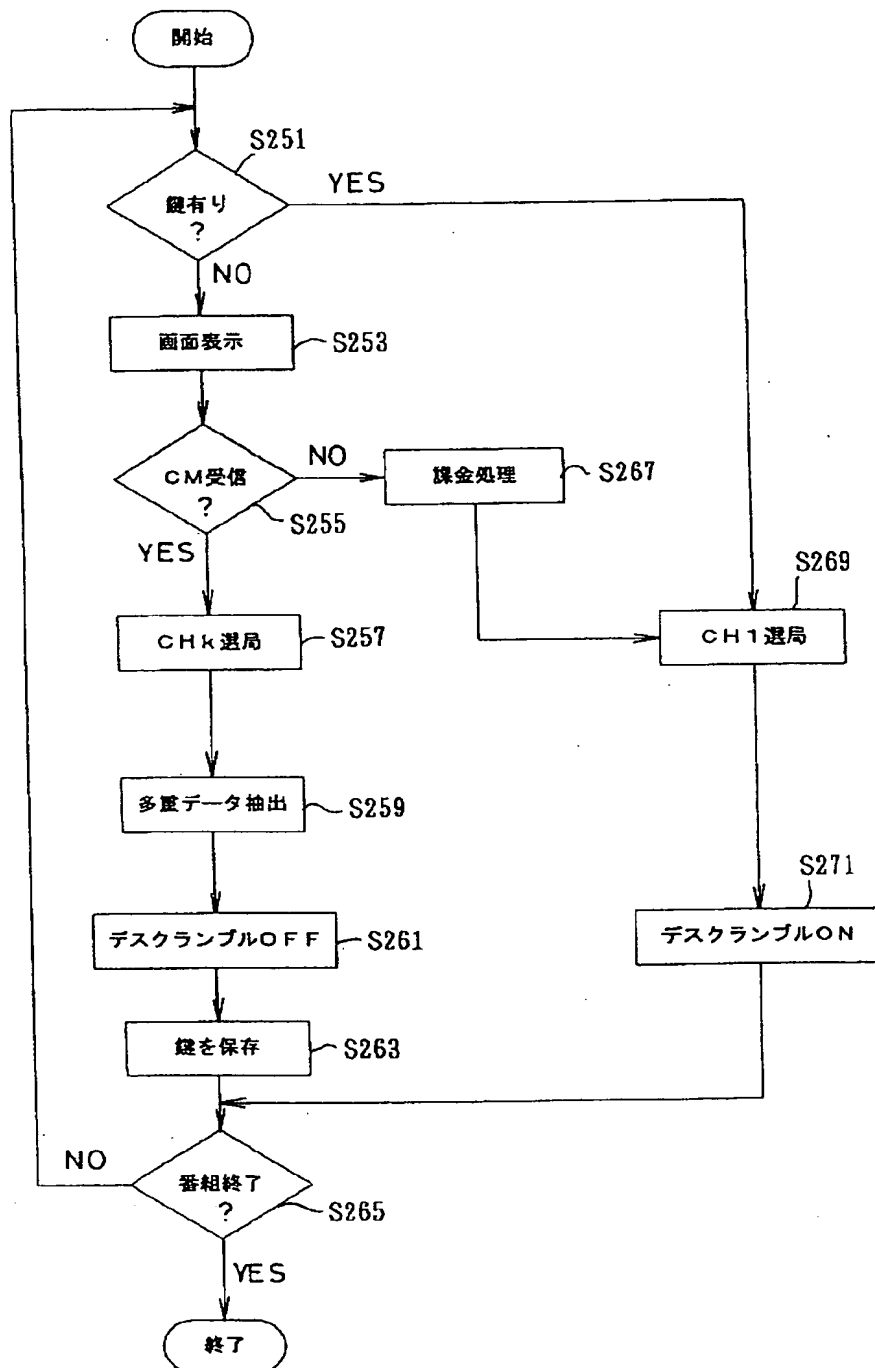 開始
S251
鍵有り
?
YES
NO
画面表示
S253
CM受信
?
NO
S255
YES
課金処理
S267
S269
CHk選局
S257
CH1選局
多重データ抽出
S259
S271
デスクランブルOFF
S261
デスクランブルON
鍵を保存
S263
NO
番組終了
?
S265
YES
終了